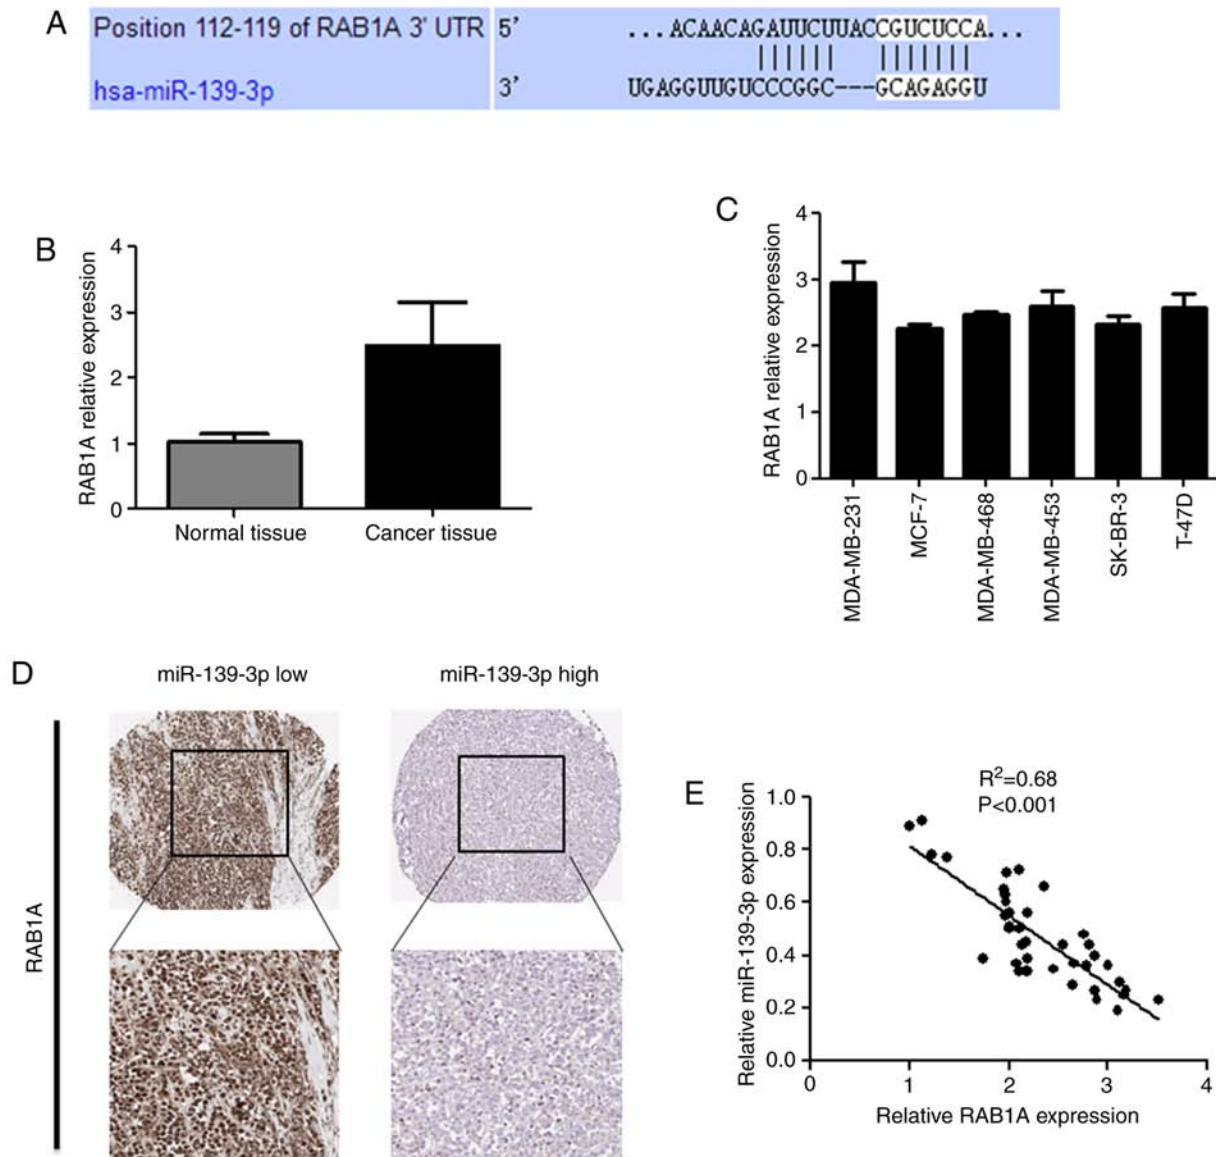 A
Position 112-119 of RAB1A 3' UTR 5' ...ACAACAGAUUCUUACCGUCUCCA...
hsa-miR-139-3p 3' UGAGGUUGUCCCGGC---GCAGAGGU
B
RAB1A relative expression
4
3
2
1
0
Normal tissue
Cancer tissue
C
RAB1A relative expression
4
3
2
1
0
MDA-MB-231
MCF-7
MDA-MB-468
MDA-MB-453
SK-BR-3
T-47D
D
miR-139-3p low
miR-139-3p high
RAB1A
E
R²=0.68
P<0.001
Relative miR-139-3p expression
1.0
0.8
0.6
0.4
0.2
0.0
0
1
2
3
4
Relative RAB1A expression